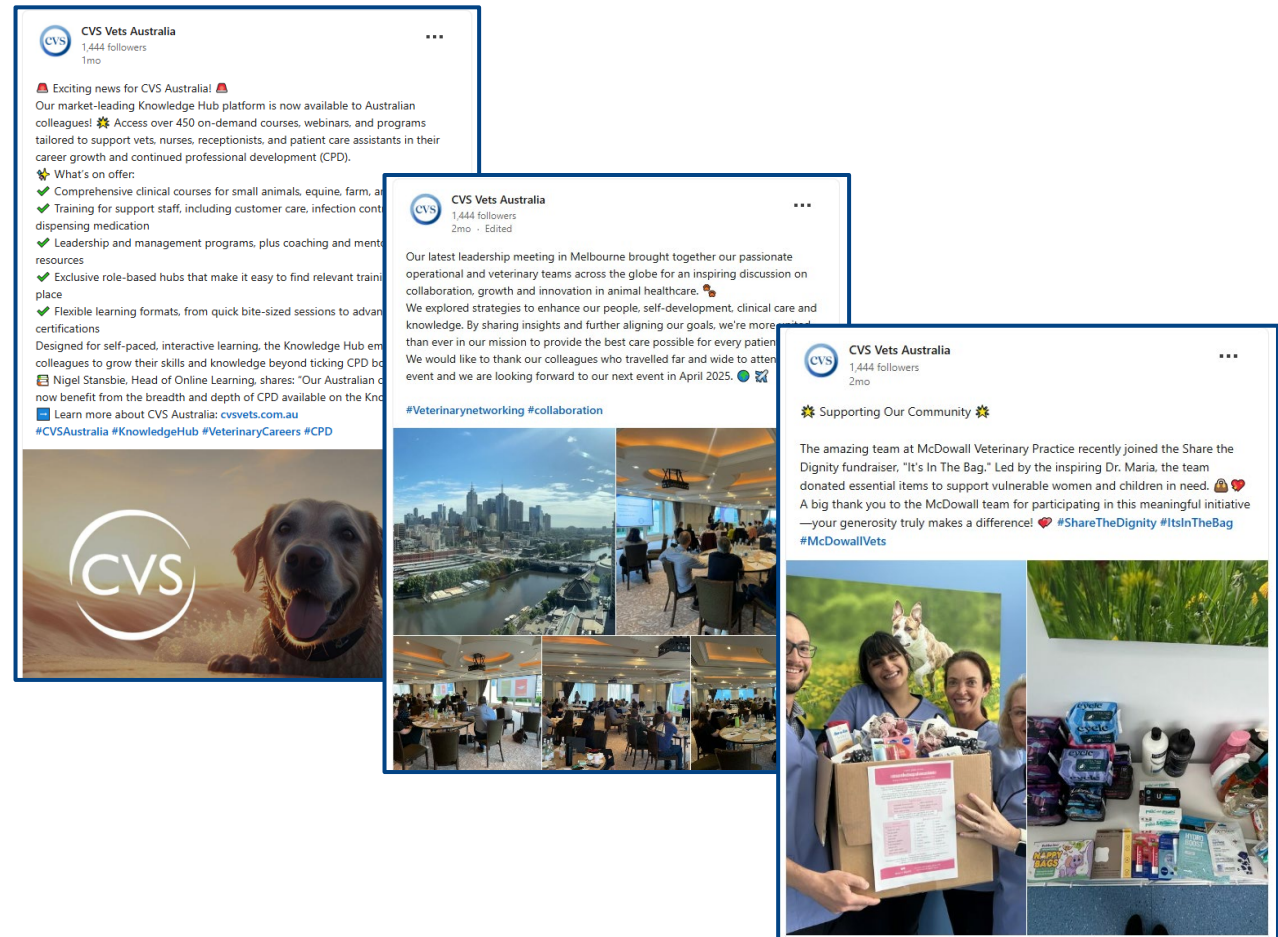 CVS Vets Australia
1,444 followers
1mo
🚨 Exciting news for CVS Australia! 🚨
Our market-leading Knowledge Hub platform is now available to Australian
colleagues! 🌟 Access over 450 on-demand courses, webinars, and programs
tailored to support vets, nurses, receptionists, and patient care assistants in their
career growth and continued professional development (CPD).
✨ What's on offer:
✔ Comprehensive clinical courses for small animals, equine, farm,
✔ Training for support staff, including customer care, infection
dispensing medication
✔ Leadership and management programs, plus coaching and
resources
✔ Exclusive role-based hubs that make it easy to find relevant
place
✔ Flexible learning formats, from quick bite-sized sessions to
certifications
Designed for self-paced, interactive learning, the Knowledge Hub
colleagues to grow their skills and knowledge beyond ticking CPD
📒 Nigel Stansbie, Head of Online Learning, shares: "Our Australian
now benefit from the breadth and depth of CPD available on the
➡ Learn more about CVS Australia: cvsvets.com.au
#CVSAustralia #KnowledgeHub #VeterinaryCareers #CPD
CVS
CVS
CVS Vets Australia
1,444 followers
2mo · Edited
Our latest leadership meeting in Melbourne brought together our passionate
operational and veterinary teams across the globe for an inspiring discussion on
collaboration, growth and innovation in animal healthcare.
We explored strategies to enhance our people, self-development, clinical care and
knowledge. By sharing insights and further aligning our goals, we're more united
than ever in our mission to provide the best care possible for every
We would like to thank our colleagues who travelled far and wide to
event and we are looking forward to our next event in April 2025. 🌍 ✈
#Veterinarynetworking #collaboration
CVS
CVS Vets Australia
1,444 followers
2mo
🌟 Supporting Our Community 🌟
The amazing team at McDowall Veterinary Practice recently joined the Share the
Dignity fundraiser, "It's In The Bag." Led by the inspiring Dr. Maria, the team
donated essential items to support vulnerable women and children in need. 👜 💖
A big thank you to the McDowall team for participating in this meaningful initiative
—your generosity truly makes a difference! 💖 #ShareTheDignity #ItsInTheBag
#McDowallVets
CVS
cycle
cycle
NAPPY
BAGS
HYDRO
BOOST